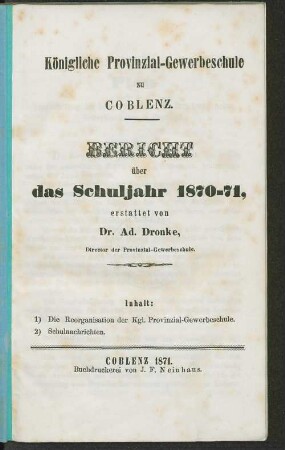 Königliche Provinzial-Gewerbeschule
zu
COBLENZ.
BERICHT
über
das Schuljahr 1870-71,
erstattet von
Dr. Ad. Dronke,
Director der Provinzial-Gewerbeschule.
Inhalt:
1) Die Reorganisation der Kgl. Provinzial-Gewerbeschule.
2) Schulnachrichten.
COBLENZ 1871.
Buchdruckerei von J. F. Neinhaus.